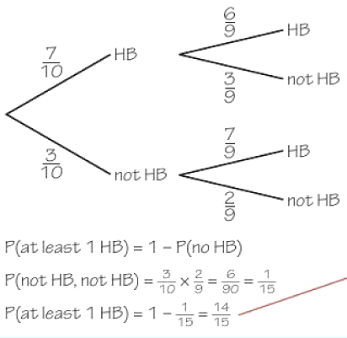 6/9 HB
7/10 HB
3/9 not HB
7/9 HB
3/10 not HB
2/9 not HB
P(at least 1 HB) = 1 − P(no HB)
P(not HB, not HB) = 3/10 × 2/9 = 6/90 = 1/15
P(at least 1 HB) = 1 − 1/15 = 14/15